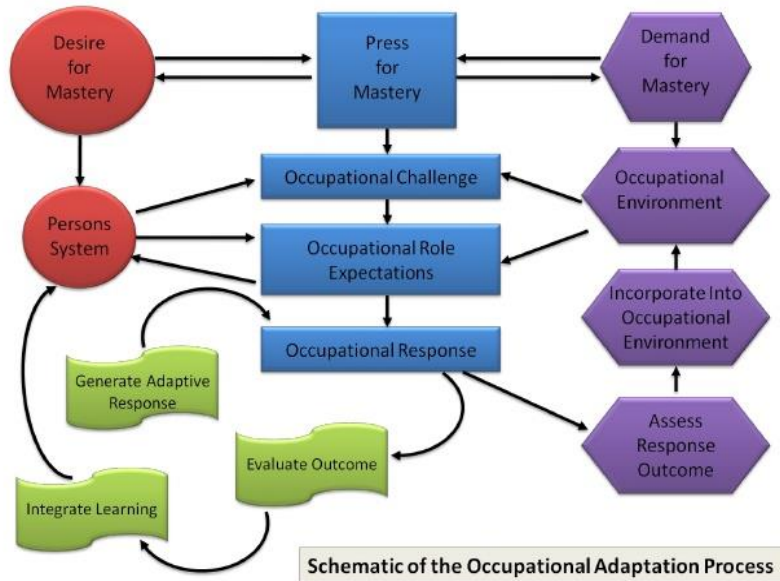 Desire
for
Mastery
Press
for
Mastery
Demand
for
Mastery
Occupational Challenge
Occupational
Environment
Persons
System
Occupational Role
Expectations
Incorporate Into
Occupational
Environment
Occupational Response
Generate Adaptive
Response
Assess
Response
Outcome
Evaluate Outcome
Integrate Learning
Schematic of the Occupational Adaptation Process